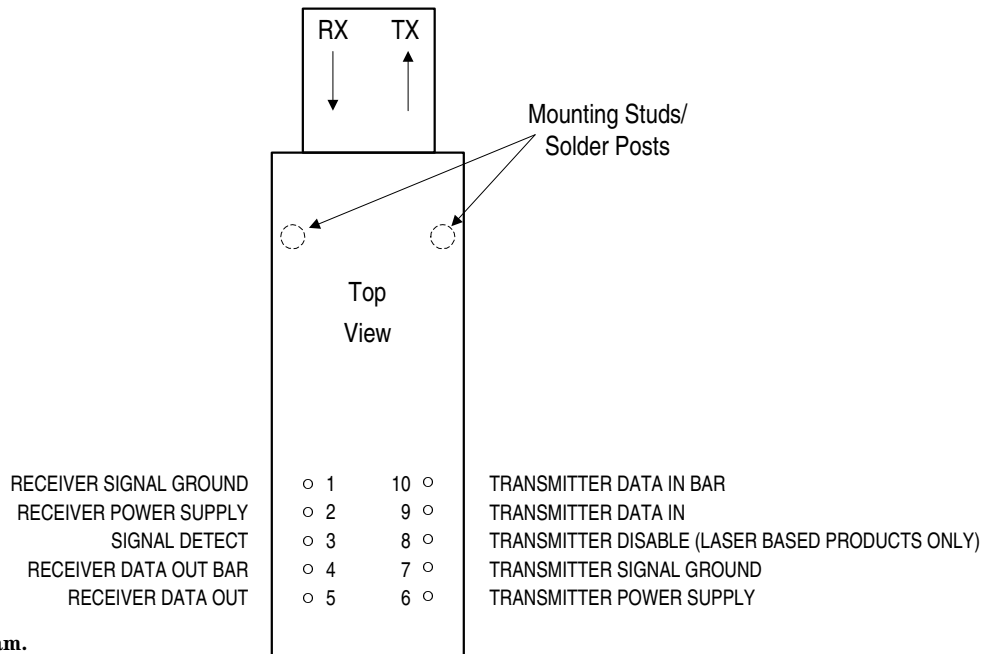 RX TX
Mounting Studs/
Solder Posts
Top
View
RECEIVER SIGNAL GROUND 1 10 TRANSMITTER DATA IN BAR
RECEIVER POWER SUPPLY 2 9 TRANSMITTER DATA IN
SIGNAL DETECT 3 8 TRANSMITTER DISABLE (LASER BASED PRODUCTS ONLY)
RECEIVER DATA OUT BAR 4 7 TRANSMITTER SIGNAL GROUND
RECEIVER DATA OUT 5 6 TRANSMITTER POWER SUPPLY